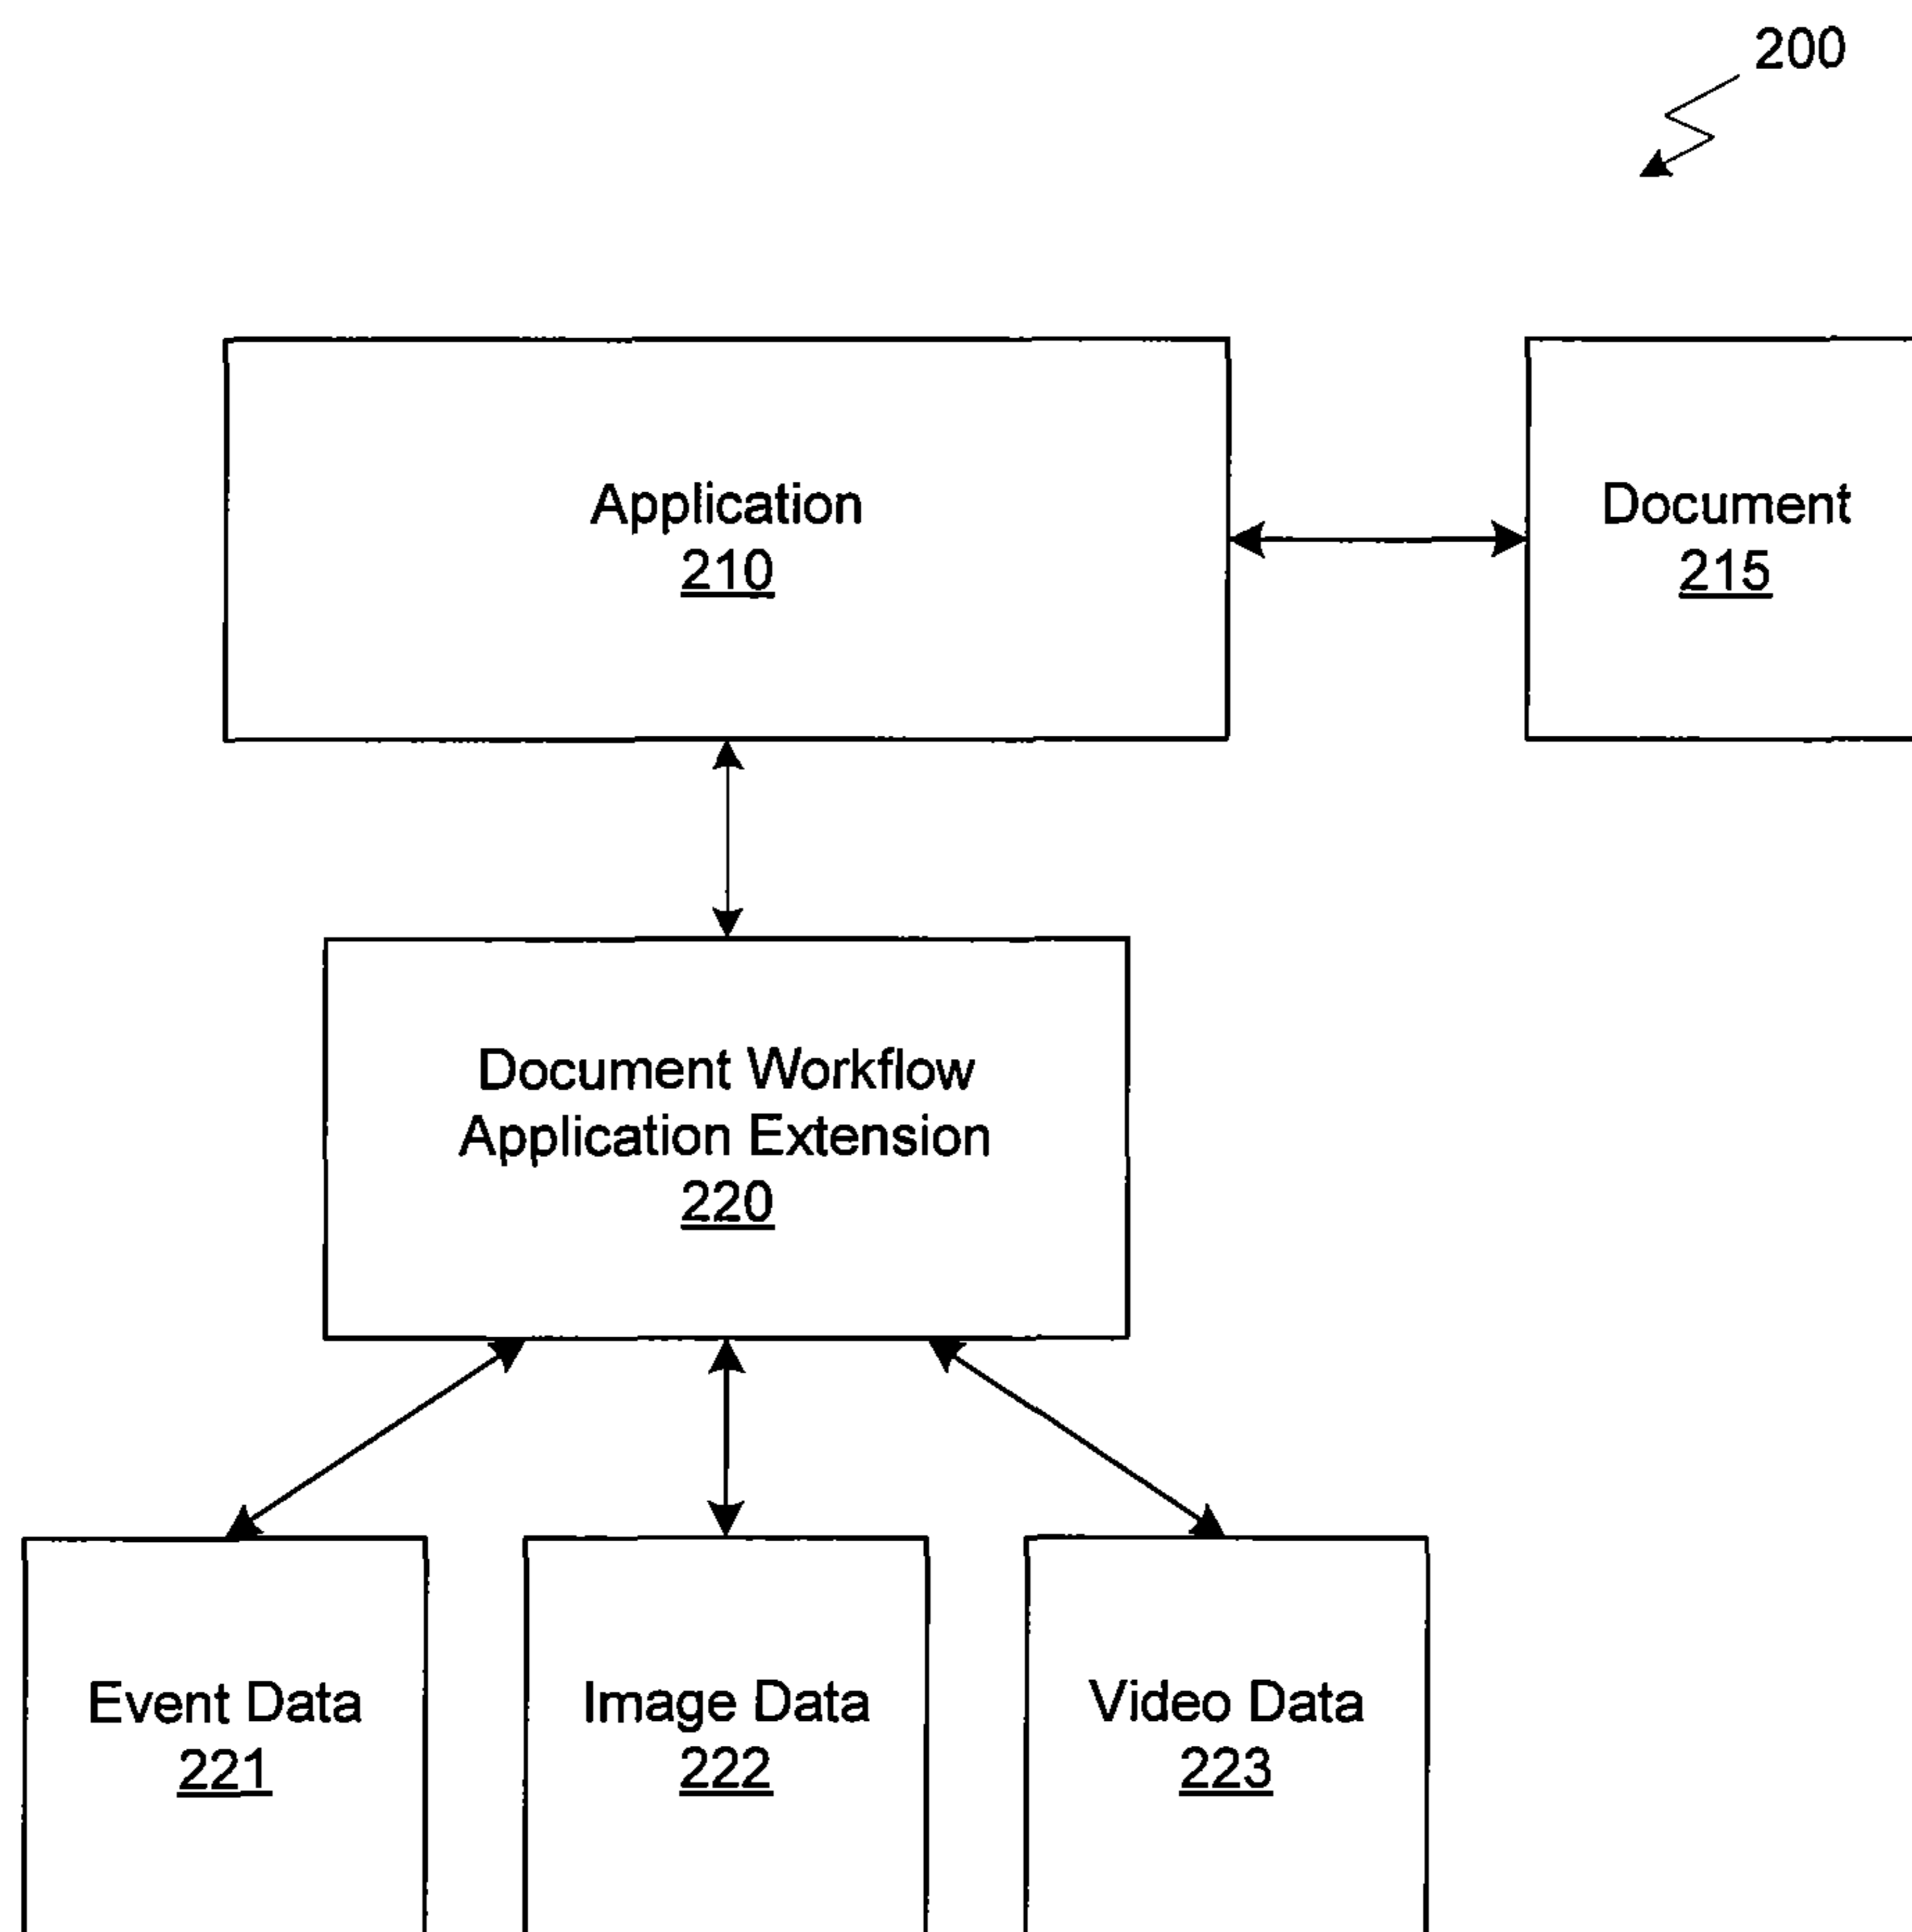 200
Application
210
Document
215
Document Workflow
Application Extension
220
Event Data
221
Image Data
222
Video Data
223